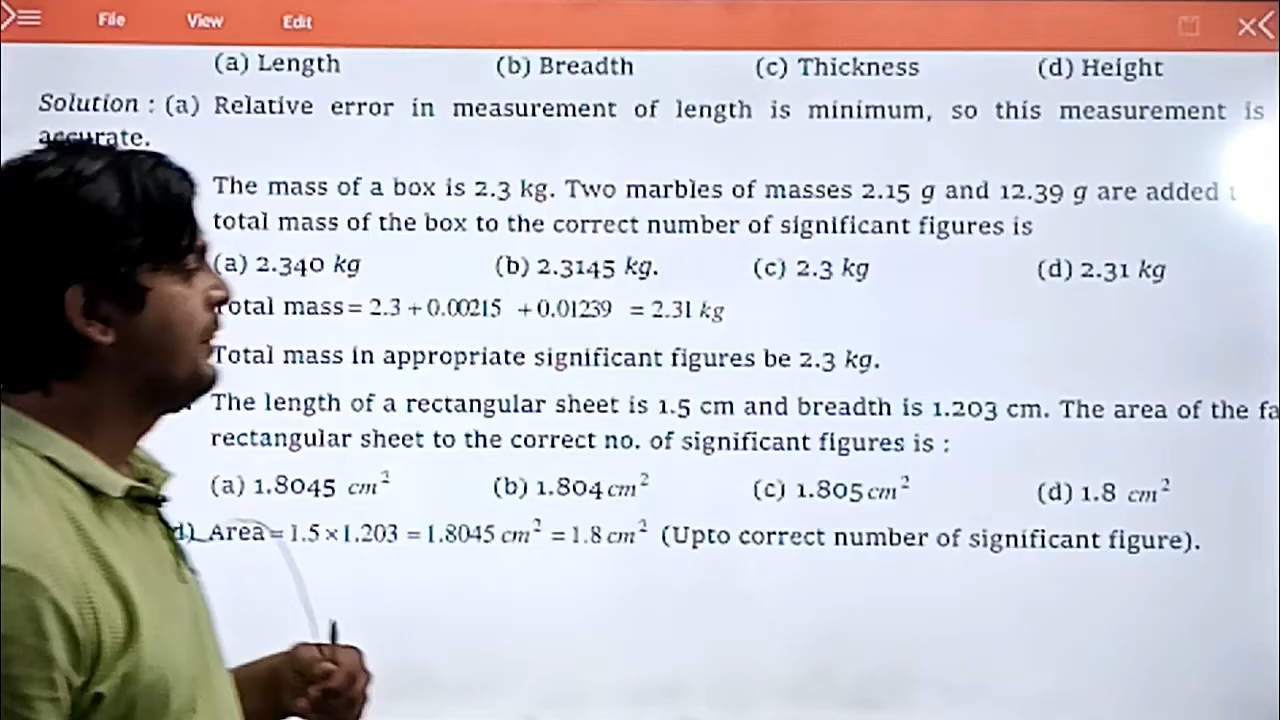 File View Edit
(a) Length (b) Breadth (c) Thickness (d) Height
Solution : (a) Relative error in measurement of length is minimum, so this measurement is
accurate.
The mass of a box is 2.3 kg. Two marbles of masses 2.15 g and 12.39 g are added
total mass of the box to the correct number of significant figures is
(a) 2.340 kg (b) 2.3145 kg. (c) 2.3 kg (d) 2.31 kg
Total mass = 2.3 + 0.00215 + 0.01239 = 2.31 kg
Total mass in appropriate significant figures be 2.3 kg.
The length of a rectangular sheet is 1.5 cm and breadth is 1.203 cm. The area of the fa
rectangular sheet to the correct no. of significant figures is :
(a) 1.8045 cm² (b) 1.804 cm² (c) 1.805 cm² (d) 1.8 cm²
d) Area = 1.5 × 1.203 = 1.8045 cm² = 1.8 cm² (Upto correct number of significant figure).